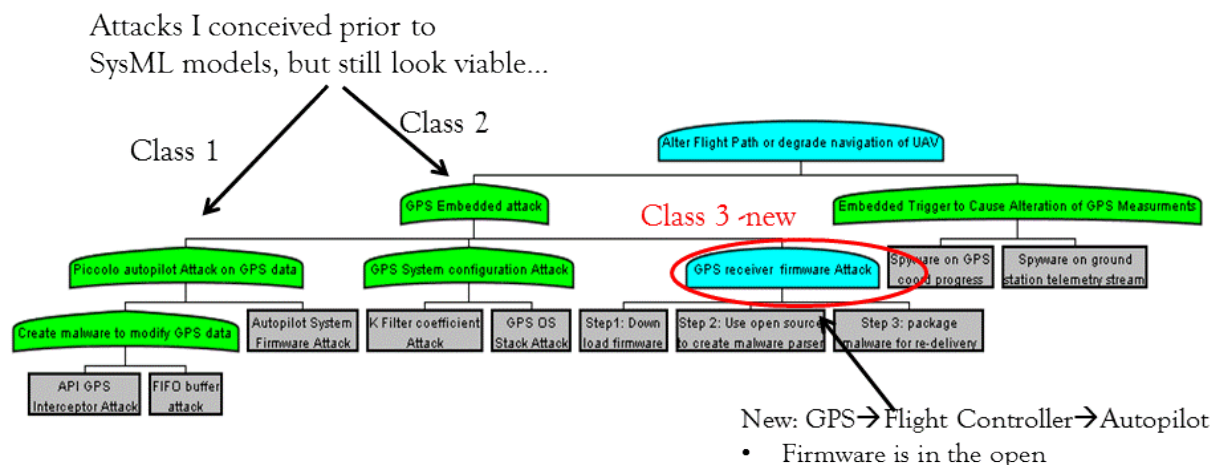 Attacks I conceived prior to
SysML models, but still look viable...
Class 1
Class 2
Alter Flight Path or degrade navigation of UAV
GPS Embedded attack
Class 3 -new
Embedded Trigger to Cause Alteration of GPS Measurments
Piccolo autopilot Attack on GPS data
GPS System configuration Attack
GPS receiver firmware Attack
Spyware on GPS
coord progress
Spyware on ground
station telemetry stream
Create malware to modify GPS data
Autopilot System
Firmware Attack
K Filter coefficient
Attack
GPS OS
Stack Attack
Step1: Down
load firmware
Step 2: Use open source
to create malware parser
Step 3: package
malware for re-delivery
API GPS
Interceptor Attack
FIFO buffer
attack
New: GPS→Flight Controller→Autopilot
• Firmware is in the open